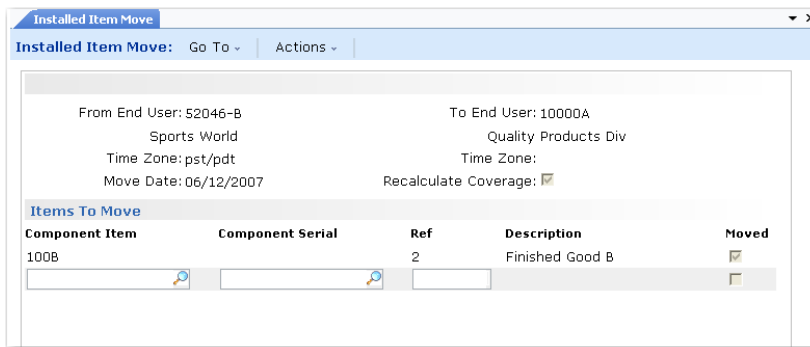 Installed Item Move
Installed Item Move: Go To Actions
From End User: 52046-B To End User: 10000A
Sports World Quality Products Div
Time Zone: pst/pdt Time Zone:
Move Date: 06/12/2007 Recalculate Coverage:
Items To Move
Component Item Component Serial Ref Description Moved
100B 2 Finished Good B